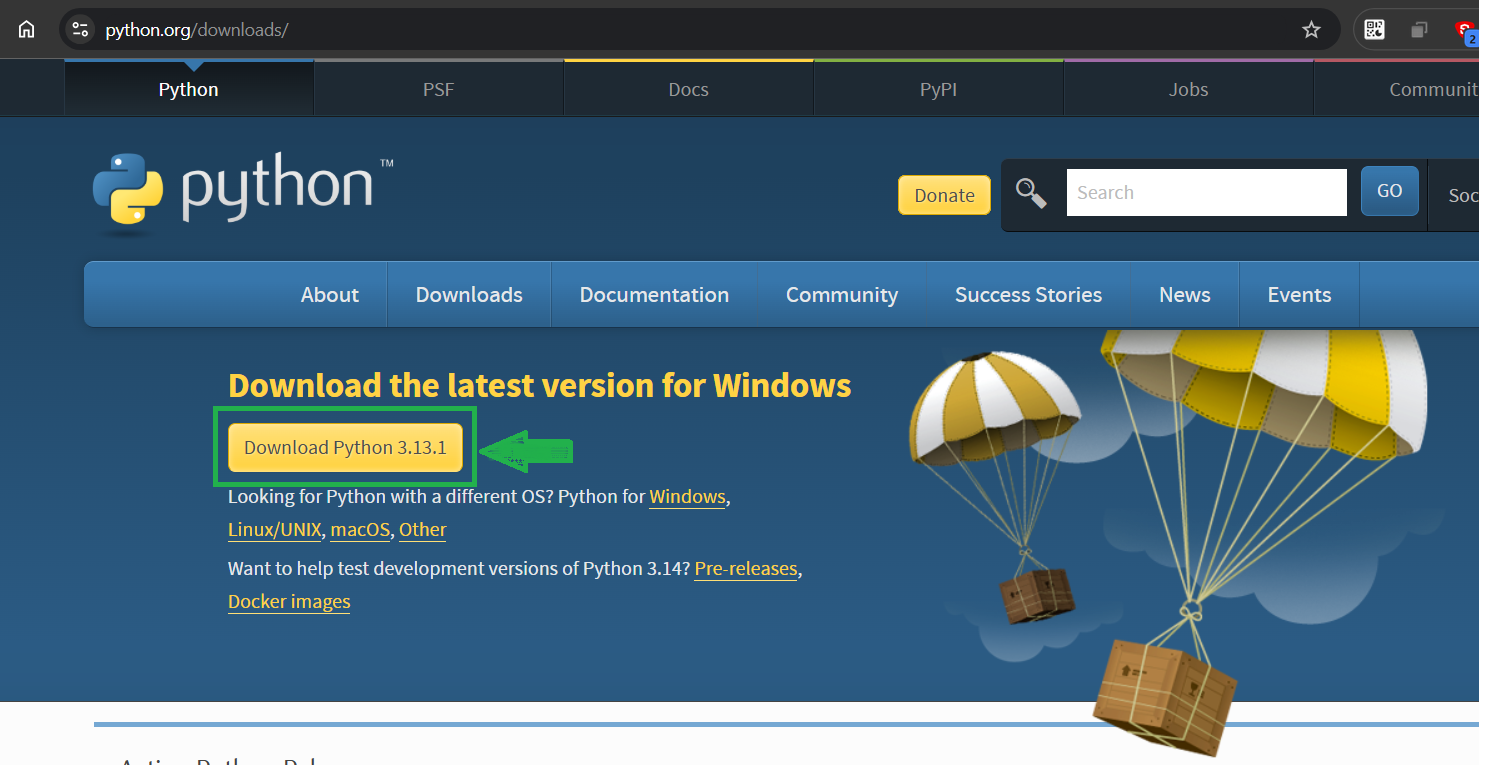 python.org/downloads/
2
Python PSF Docs PyPI Jobs Communit
python™
Donate Search GO Soc
About Downloads Documentation Community Success Stories News Events
Download the latest version for Windows
Download Python 3.13.1
Looking for Python with a different OS? Python for Windows,
Linux/UNIX, macOS, Other
Want to help test development versions of Python 3.14? Pre-releases,
Docker images